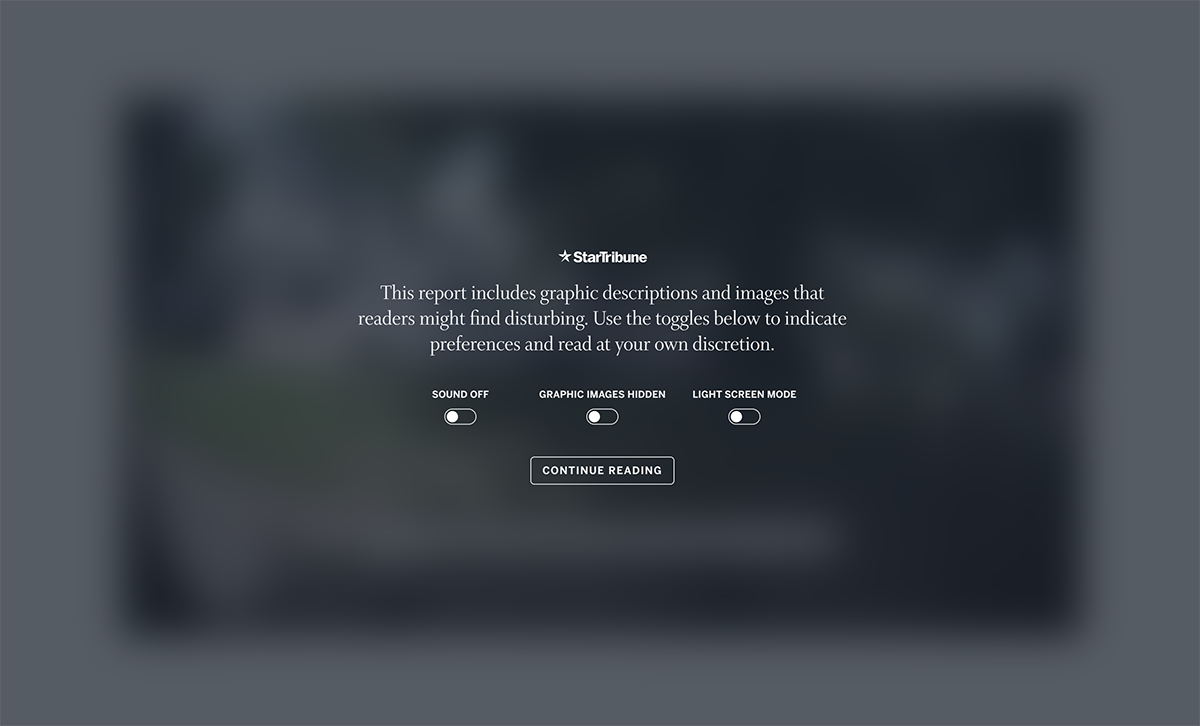 StarTribune
This report includes graphic descriptions and images that
readers might find disturbing. Use the toggles below to indicate
preferences and read at your own discretion.
SOUND OFF GRAPHIC IMAGES HIDDEN LIGHT SCREEN MODE
CONTINUE READING